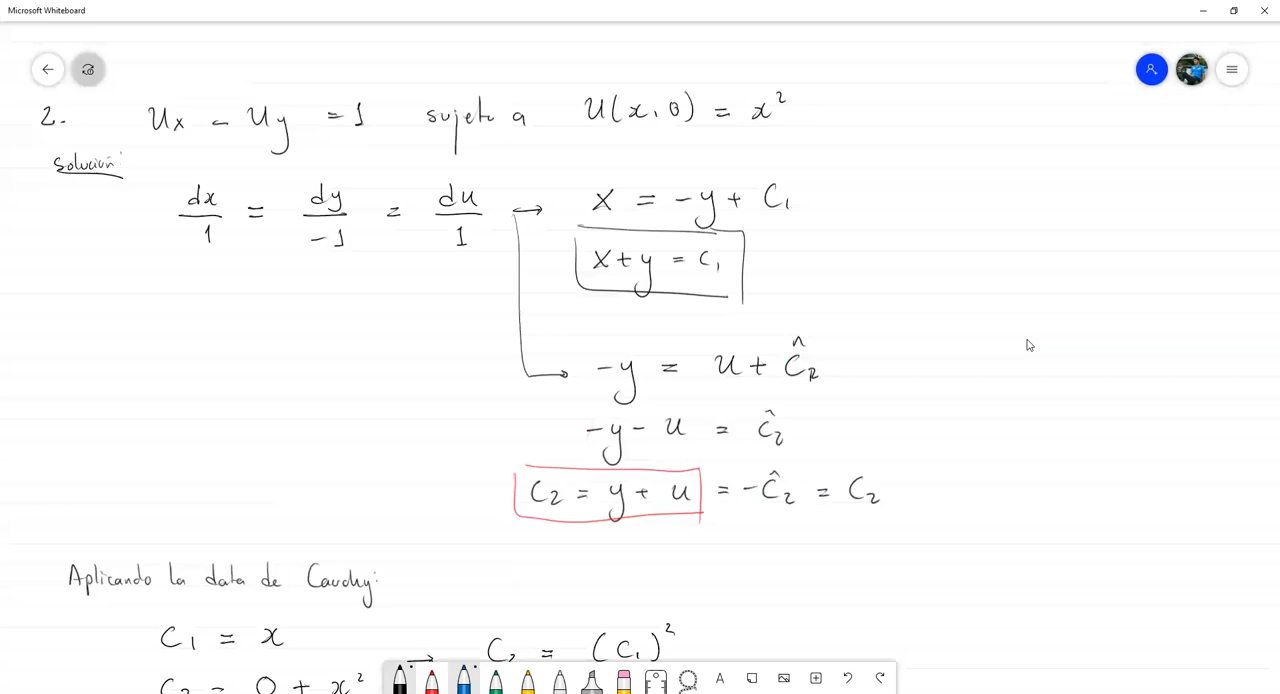 Microsoft Whiteboard
2. Ux - Uy = 1 sujeto a U(x,0) = x²
Solución:
dx/1 = dy/-1 = du/1 → x = -y + C₁
x + y = C₁
-y = u + Ĉ₂
-y - u = Ĉ₂
C₂ = y + u = -Ĉ₂ = C₂
Aplicando la data de Cauchy:
C₁ = x
→ C₂ = (C₁)²
C₂ = 0 + x²
A